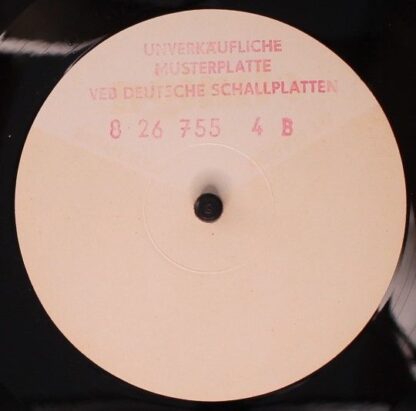 UNVERKÄUFLICHE
MUSTERPLATTE
VEB DEUTSCHE SCHALLPLATTEN
8 26 755 4 B